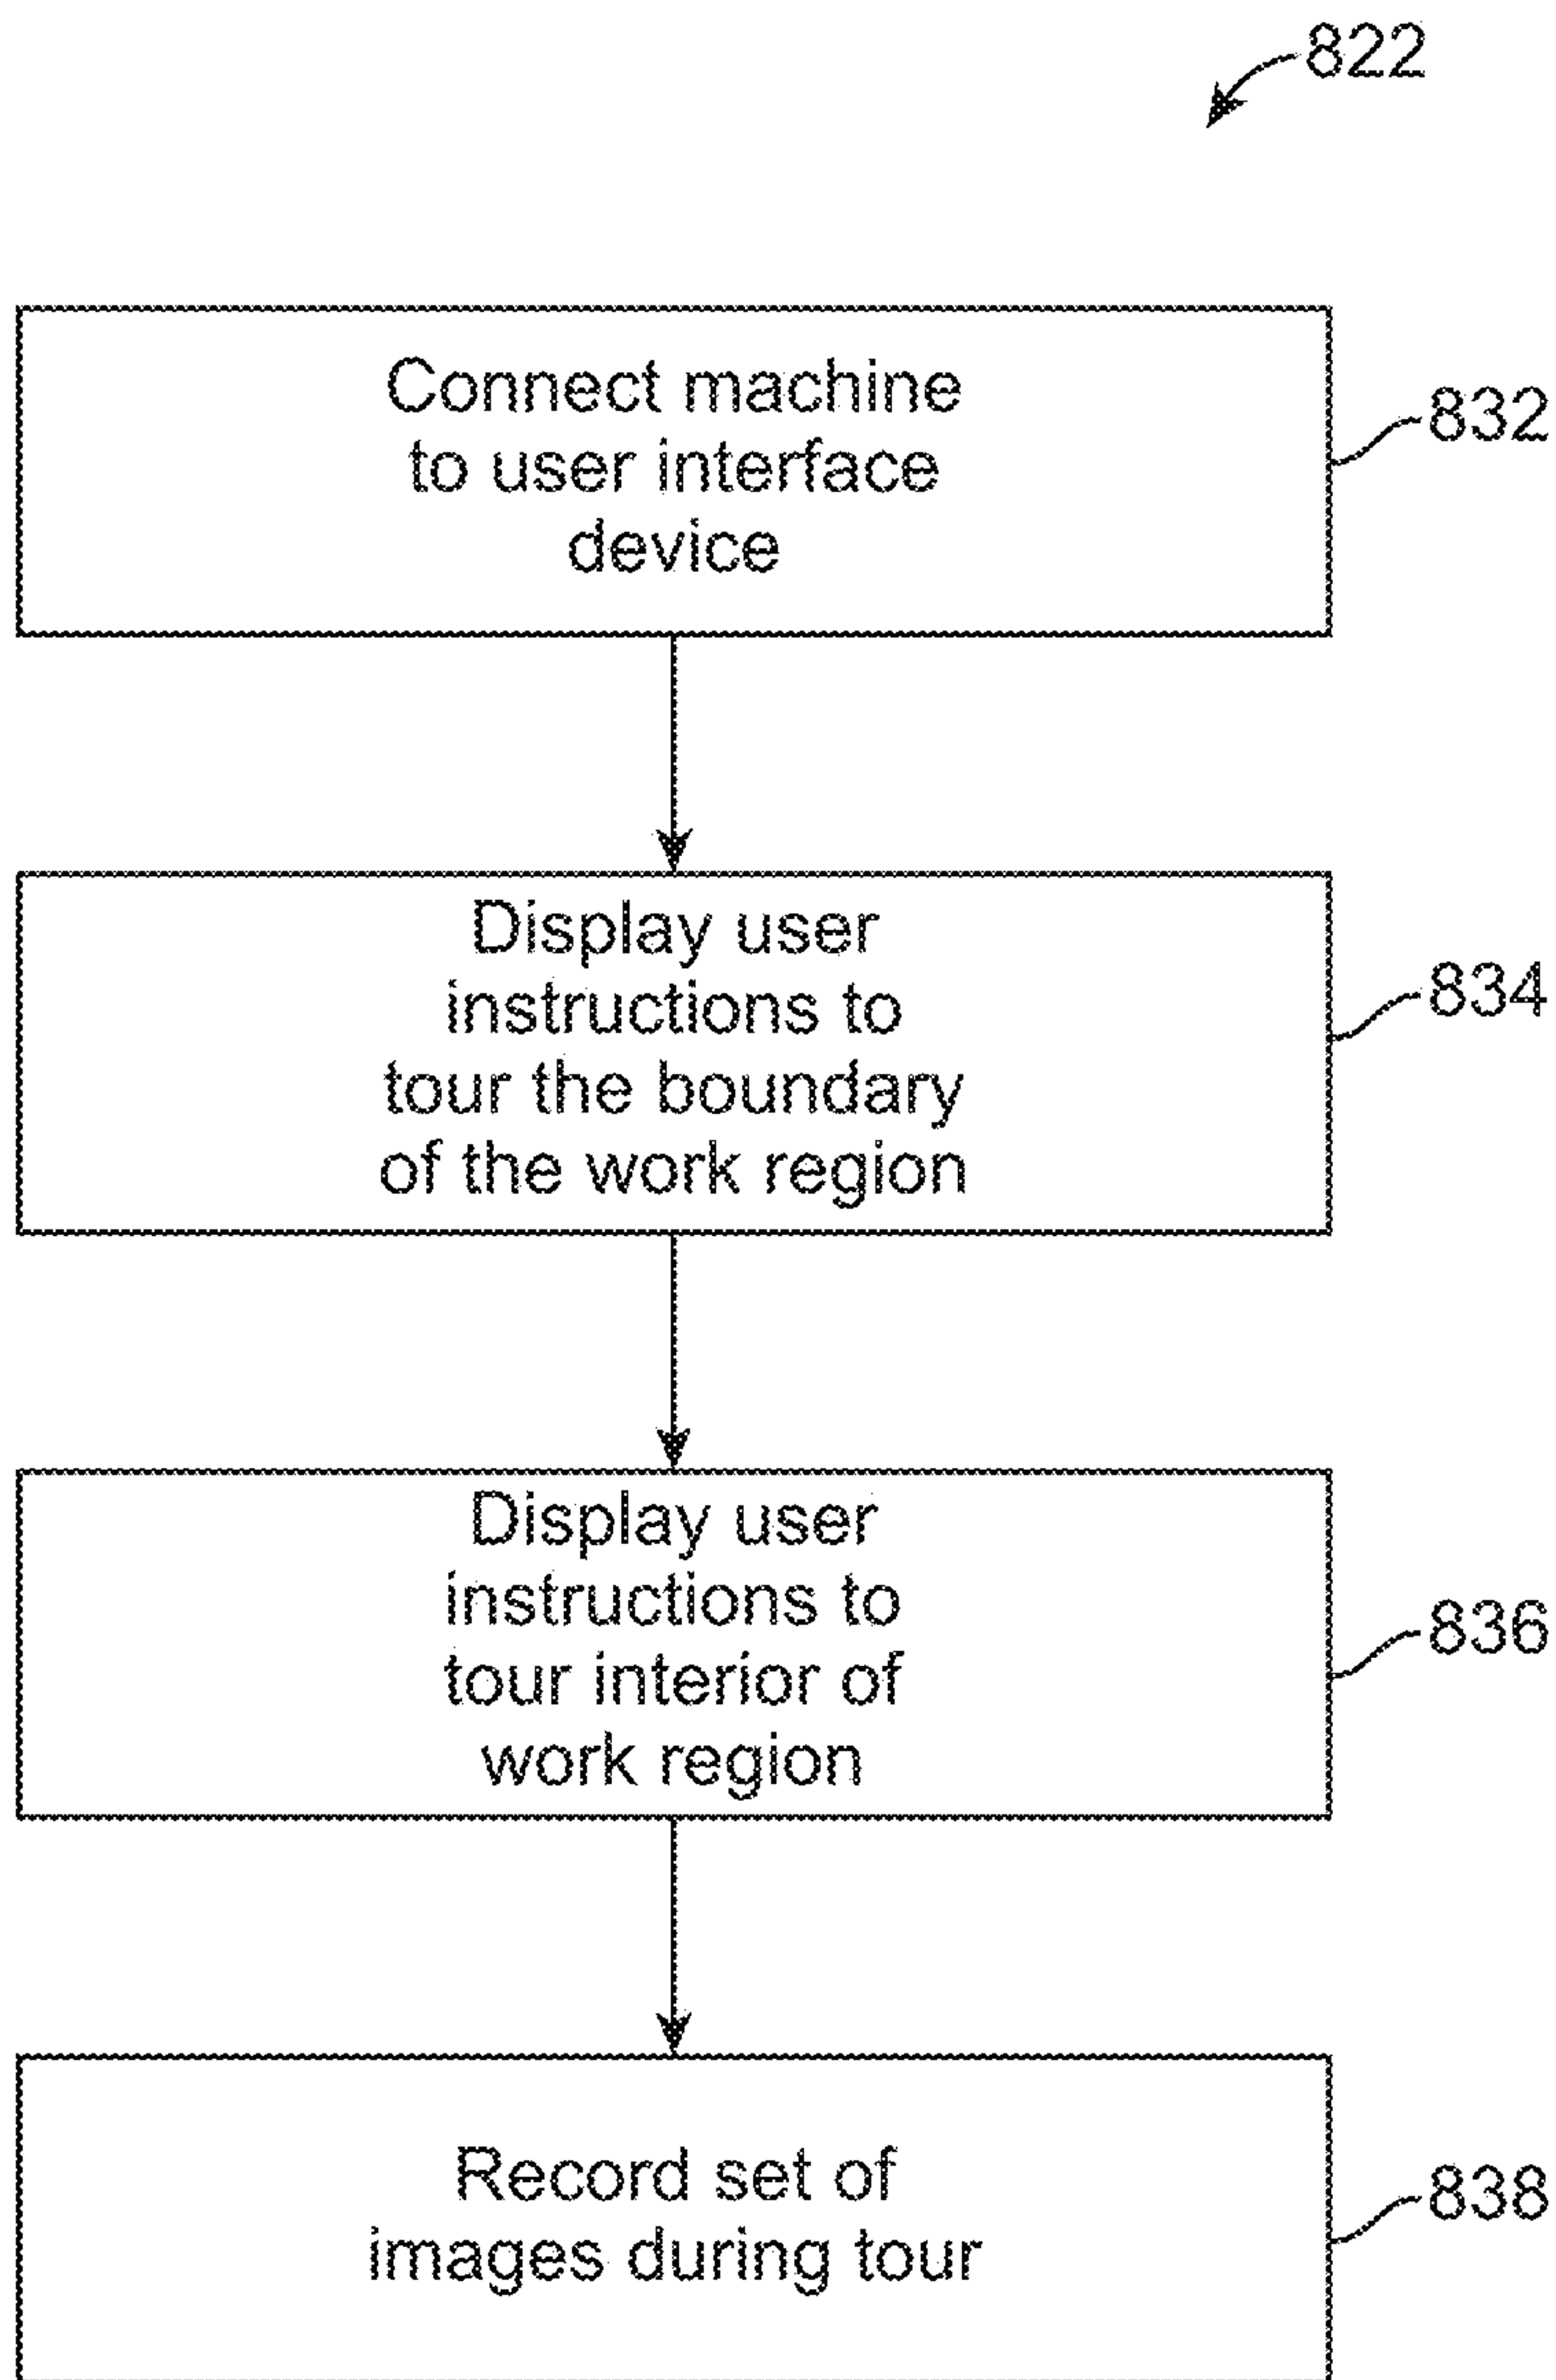 822
Connect machine
to user interface
device
832
Display user
instructions to
tour the boundary
of the work region
834
Display user
instructions to
tour interior of
work region
836
Record set of
images during tour
838